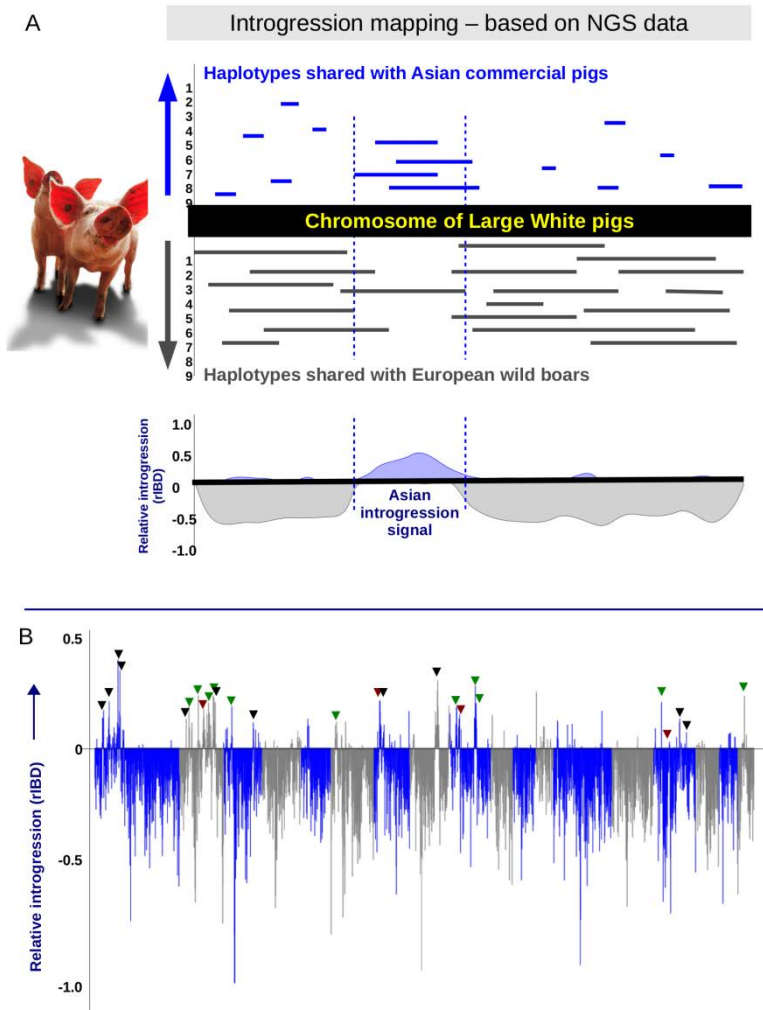 A
Introgression mapping – based on NGS data
Haplotypes shared with Asian commercial pigs
1
2
3
4
5
6
7
8
9
Chromosome of Large White pigs
1
2
3
4
5
6
7
8
9
Haplotypes shared with European wild boars
Relative introgression
(rIBD)
1.0
0.5
0
-0.5
-1.0
Asian
introgression
signal
B
Relative introgression (rIBD)
0.5
0
-0.5
-1.0